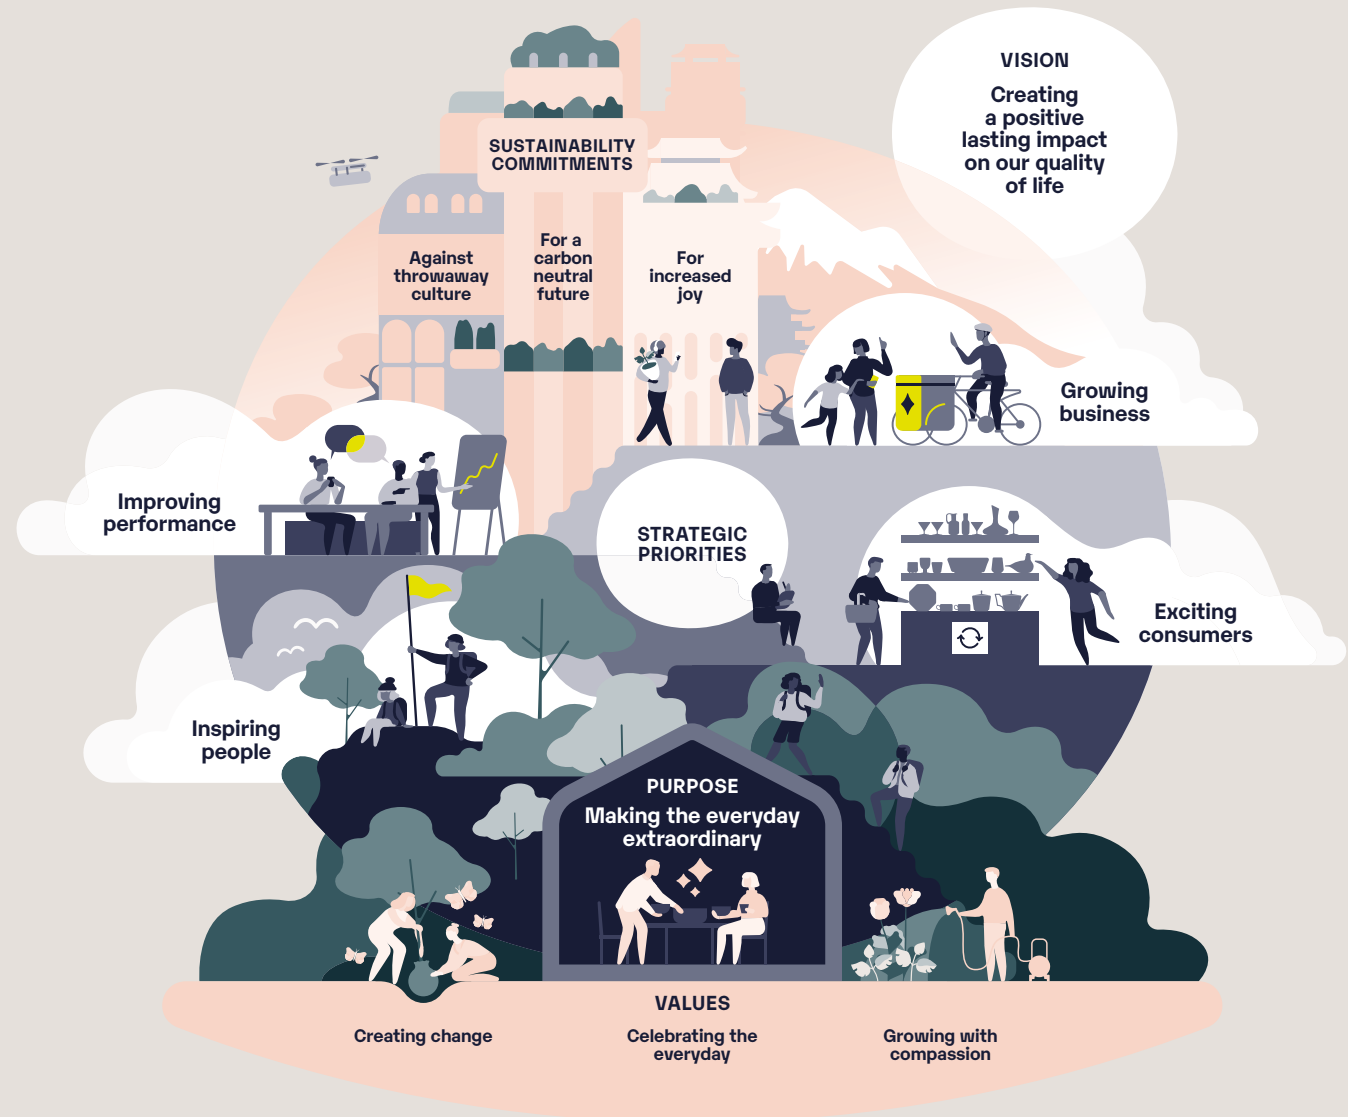 VISION
Creating
a positive
lasting impact
on our quality
of life
SUSTAINABILITY
COMMITMENTS
Against
throwaway
culture
For a
carbon
neutral
future
For
increased
joy
Growing
business
Improving
performance
STRATEGIC
PRIORITIES
Exciting
consumers
Inspiring
people
PURPOSE
Making the everyday
extraordinary
VALUES
Creating change
Celebrating the
everyday
Growing with
compassion